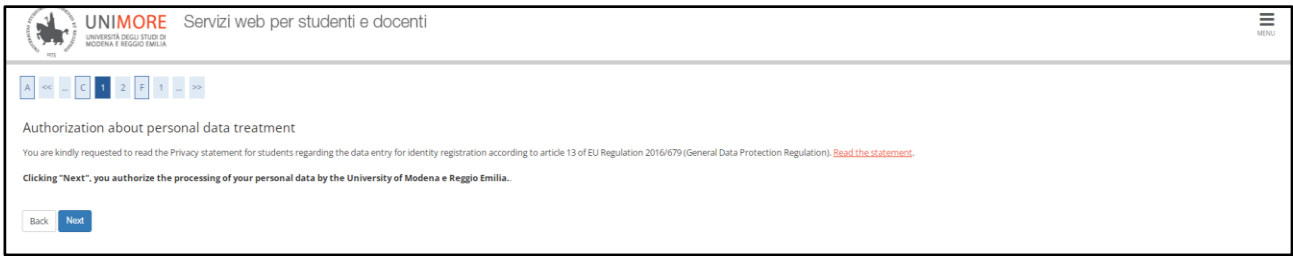 UNIMORE
UNIVERSITÀ DEGLI STUDI DI
MODENA E REGGIO EMILIA
Servizi web per studenti e docenti
MENU
A << ... C 1 2 F 1 ... >>
Authorization about personal data treatment
You are kindly requested to read the Privacy statement for students regarding the data entry for identity registration according to article 13 of EU Regulation 2016/679 (General Data Protection Regulation). Read the statement.
Clicking "Next", you authorize the processing of your personal data by the University of Modena e Reggio Emilia..
Back Next